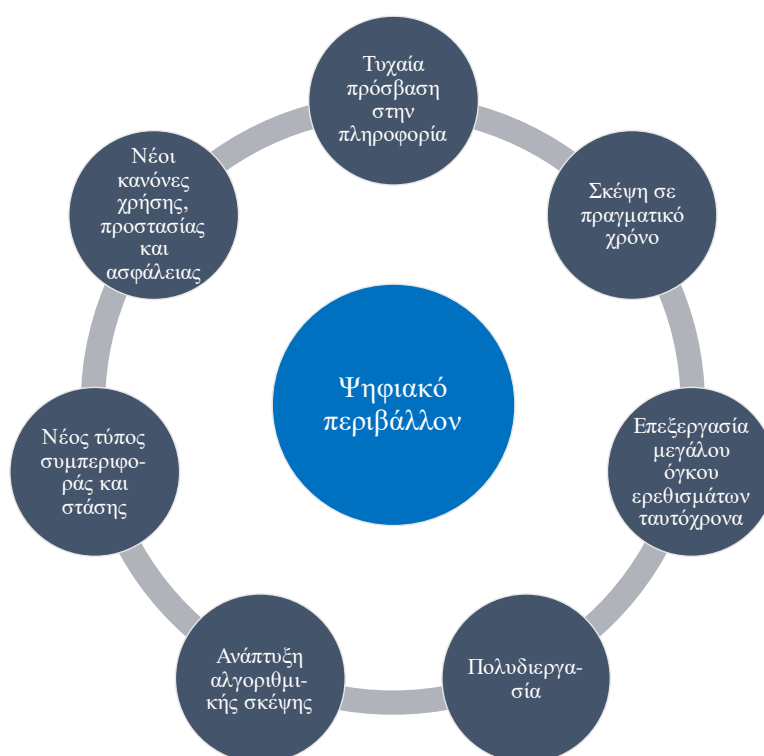 Τυχαία
πρόσβαση
στην
πληροφορία
Σκέψη σε
πραγματικό
χρόνο
Επεξεργασία
μεγάλου
όγκου
ερεθισμάτων
ταυτόχρονα
Πολυδιεργα-
σία
Ανάπτυξη
αλγοριθμι-
κής σκέψης
Νέος τύπος
συμπεριφο-
ράς και
στάσης
Νέοι
κανόνες
χρήσης,
προστασίας
και
ασφάλειας
Ψηφιακό
περιβάλλον